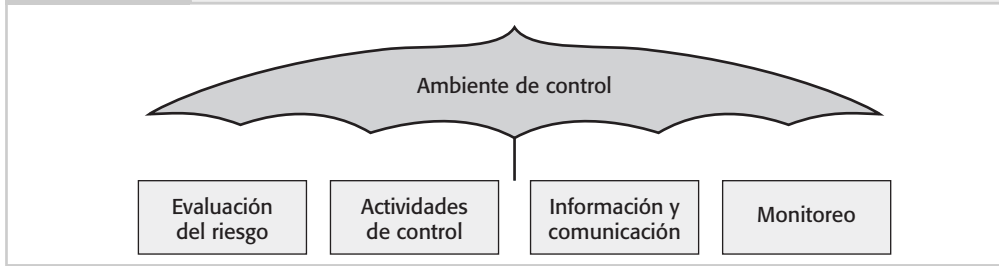 Ambiente de control
Evaluación
del riesgo
Actividades
de control
Información y
comunicación
Monitoreo